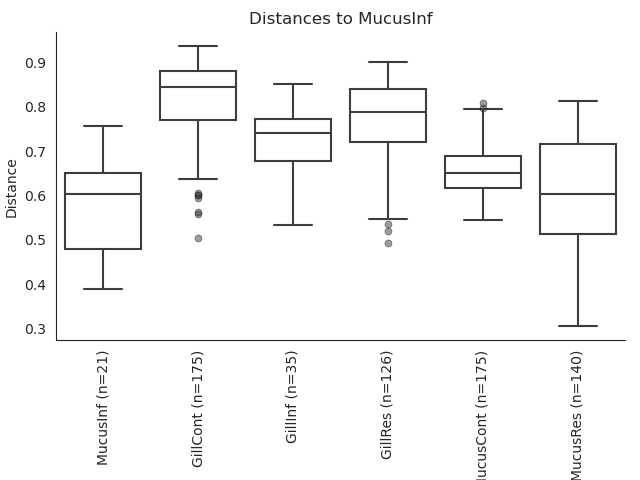 Distances to MucusInf
Distance
0.9
0.8
0.7
0.6
0.5
0.4
0.3
MucusInf (n=21)
GillCont (n=175)
GillInf (n=35)
GillRes (n=126)
ucusCont (n=175)
MucusRes (n=140)